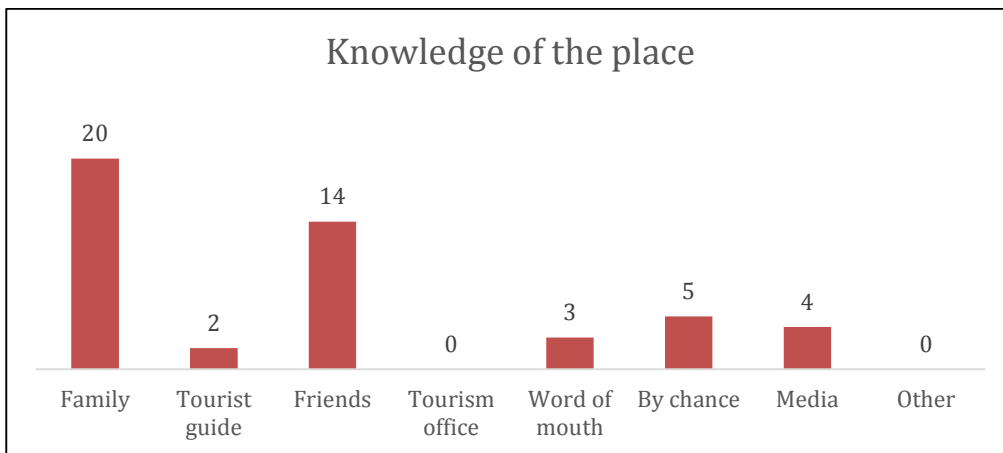 Knowledge of the place
20
2
14
0
3
5
4
0
Family
Tourist
guide
Friends
Tourism
office
Word of
mouth
By chance
Media
Other